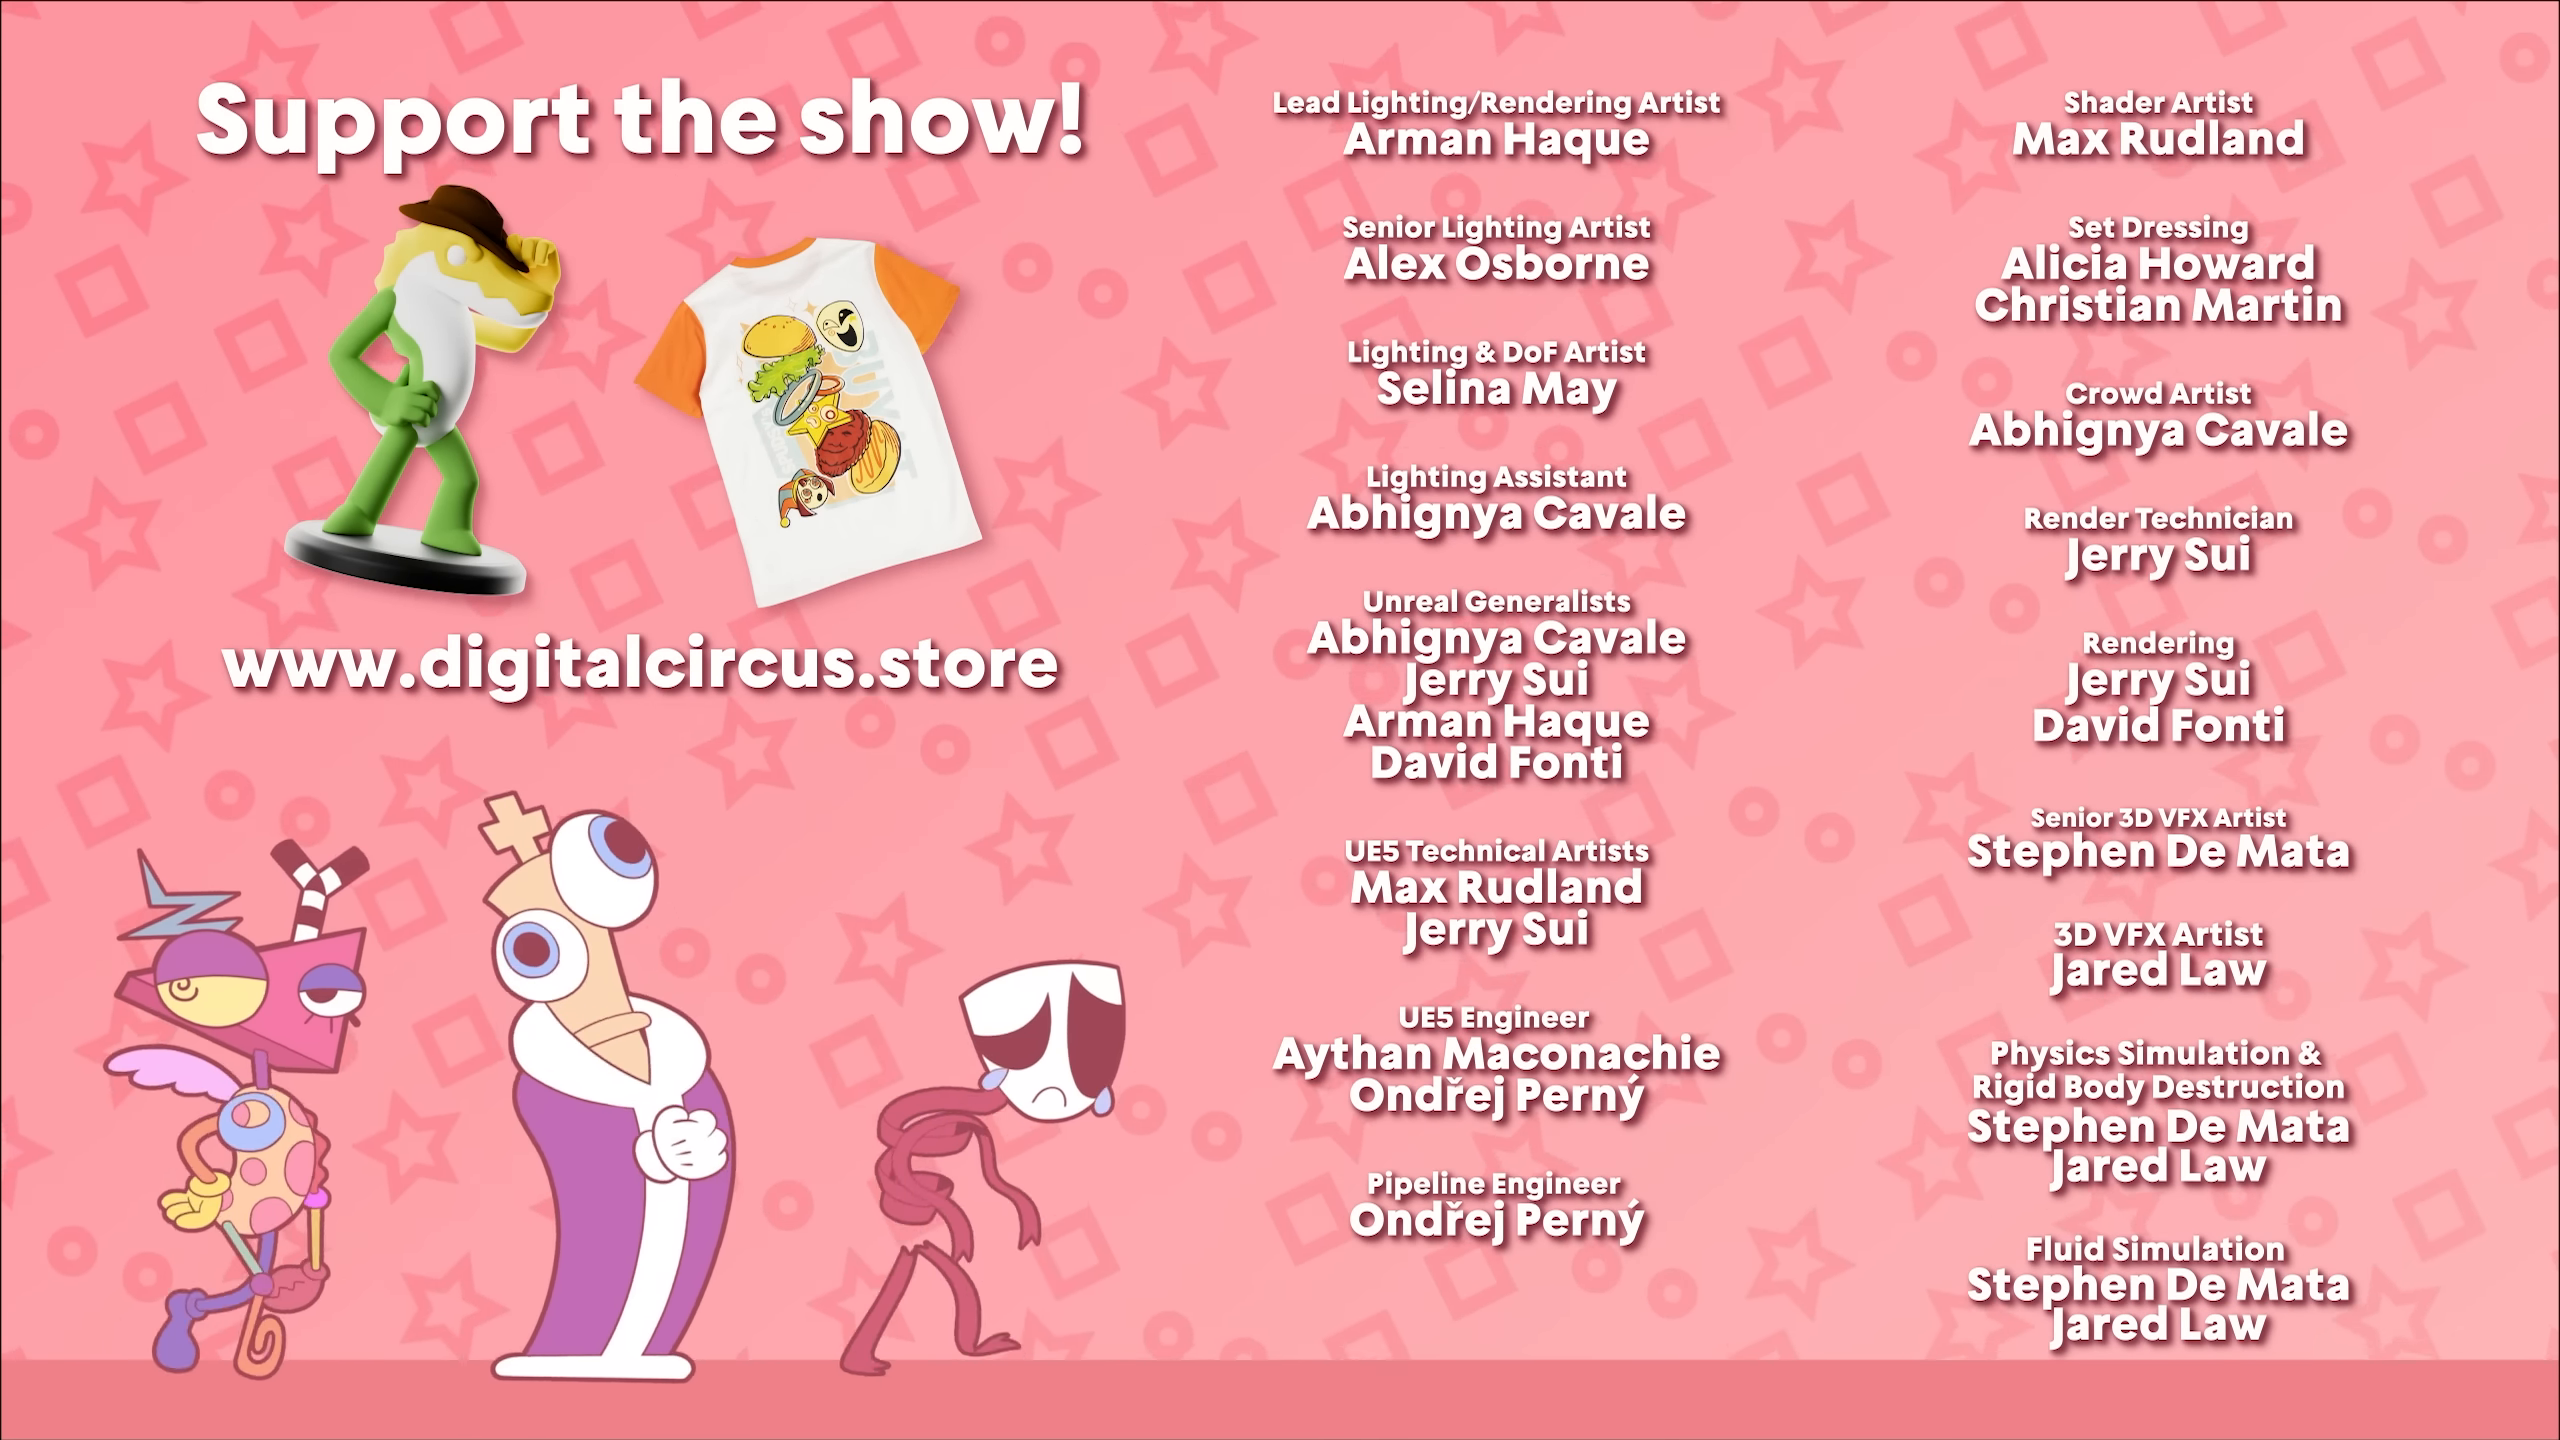 Support the show!
www.digitalcircus.store
Lead Lighting/Rendering Artist
Arman Haque
Senior Lighting Artist
Alex Osborne
Lighting & DoF Artist
Selina May
Lighting Assistant
Abhignya Cavale
Unreal Generalists
Abhignya Cavale
Jerry Sui
Arman Haque
David Fonti
UE5 Technical Artists
Max Rudland
Jerry Sui
UE5 Engineer
Aythan Maconachie
Ondřej Perný
Pipeline Engineer
Ondřej Perný
Shader Artist
Max Rudland
Set Dressing
Alicia Howard
Christian Martin
Crowd Artist
Abhignya Cavale
Render Technician
Jerry Sui
Rendering
Jerry Sui
David Fonti
Senior 3D VFX Artist
Stephen De Mata
3D VFX Artist
Jared Law
Physics Simulation &
Rigid Body Destruction
Stephen De Mata
Jared Law
Fluid Simulation
Stephen De Mata
Jared Law